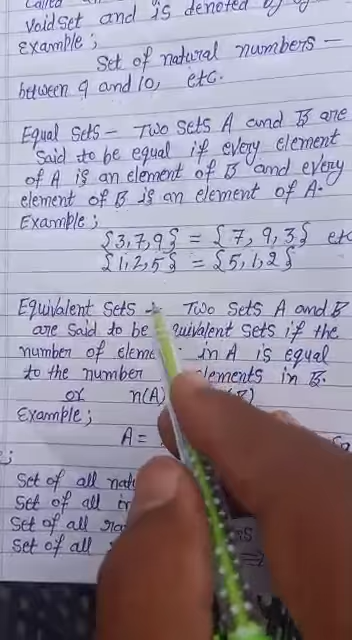 Called
void set and is denoted by
Example;
Set of natural numbers -
between 9 and 10, etc.
Equal Sets - Two Sets A and B are
Said to be equal if every element
of A is an element of B and every
element of B is an element of A.
Example;
{3,7,9} = {7,9,3} etc
{1,2,5} = {5,1,2}
Equivalent Sets - Two Sets A and B
are said to be quivalent sets if the
number of eleme in A is equal
to the number elements in B.
or n(A)
Example;
A =
Set of all natu
Set of all
Set of all
Set of all